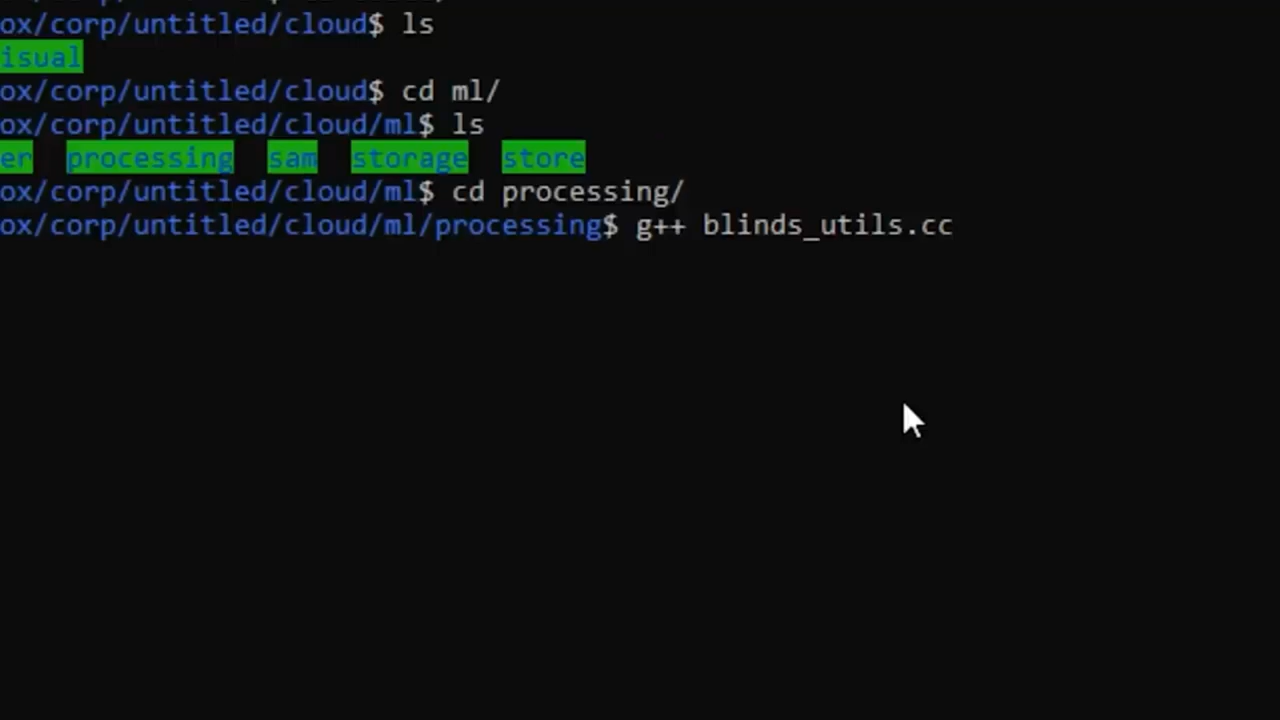 ox/corp/untitled/cloud$ ls
isual
ox/corp/untitled/cloud$ cd ml/
ox/corp/untitled/cloud/ml$ ls
er processing sam storage store
ox/corp/untitled/cloud/ml$ cd processing/
ox/corp/untitled/cloud/ml/processing$ g++ blinds_utils.cc